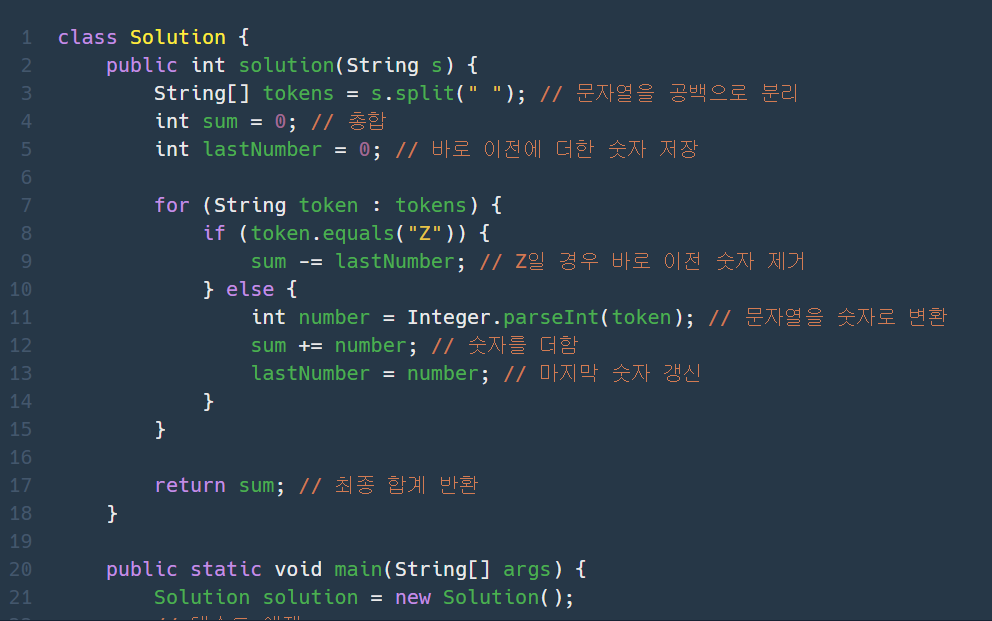 1 class Solution {
2 public int solution(String s) {
3 String[] tokens = s.split(" "); // 문자열을 공백으로 분리
4 int sum = 0; // 총합
5 int lastNumber = 0; // 바로 이전에 더한 숫자 저장
6
7 for (String token : tokens) {
8 if (token.equals("Z")) {
9 sum -= lastNumber; // Z일 경우 바로 이전 숫자 제거
10 } else {
11 int number = Integer.parseInt(token); // 문자열을 숫자로 변환
12 sum += number; // 숫자를 더함
13 lastNumber = number; // 마지막 숫자 갱신
14 }
15 }
16
17 return sum; // 최종 합계 반환
18 }
19
20 public static void main(String[] args) {
21 Solution solution = new Solution();